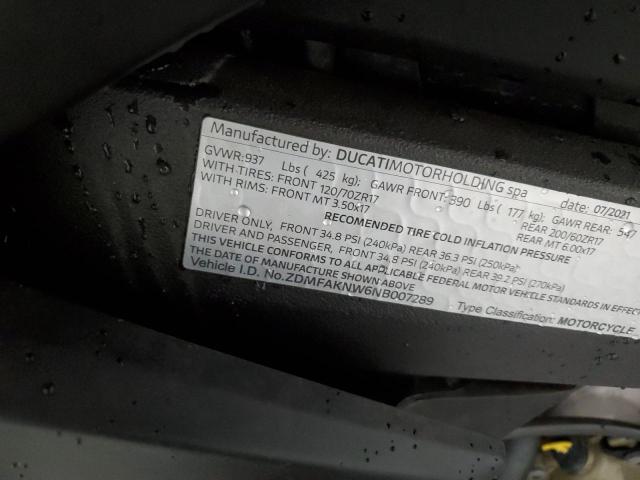 Manufactured by: DUCATIMOTORHOLDING spa date: 07/2021
GVWR:937 Lbs ( 425 kg); GAWR FRONT: 390 Lbs ( 177 kg); GAWR REAR: 547
WITH TIRES: FRONT 120/70ZR17 REAR 200/60ZR17
WITH RIMS: FRONT MT 3.50x17 REAR MT 6.00x17
RECOMENDED TIRE COLD INFLATION PRESSURE
DRIVER ONLY, FRONT 34.8 PSI (240kPa) REAR 36.3 PSI (250kPa)
DRIVER AND PASSENGER, FRONT 34.8 PSI (240kPa) REAR 39.2 PSI (270kPa)
THIS VEHICLE CONFORMS TO ALL APPLICABLE FEDERAL MOTOR VEHICLE STANDARDS IN EFFECT
DATE OF MANUFACTURE SHOWN ABOVE
Vehicle I.D. No. ZDMFAKNW6NB007289 Type Classification: MOTORCYCLE